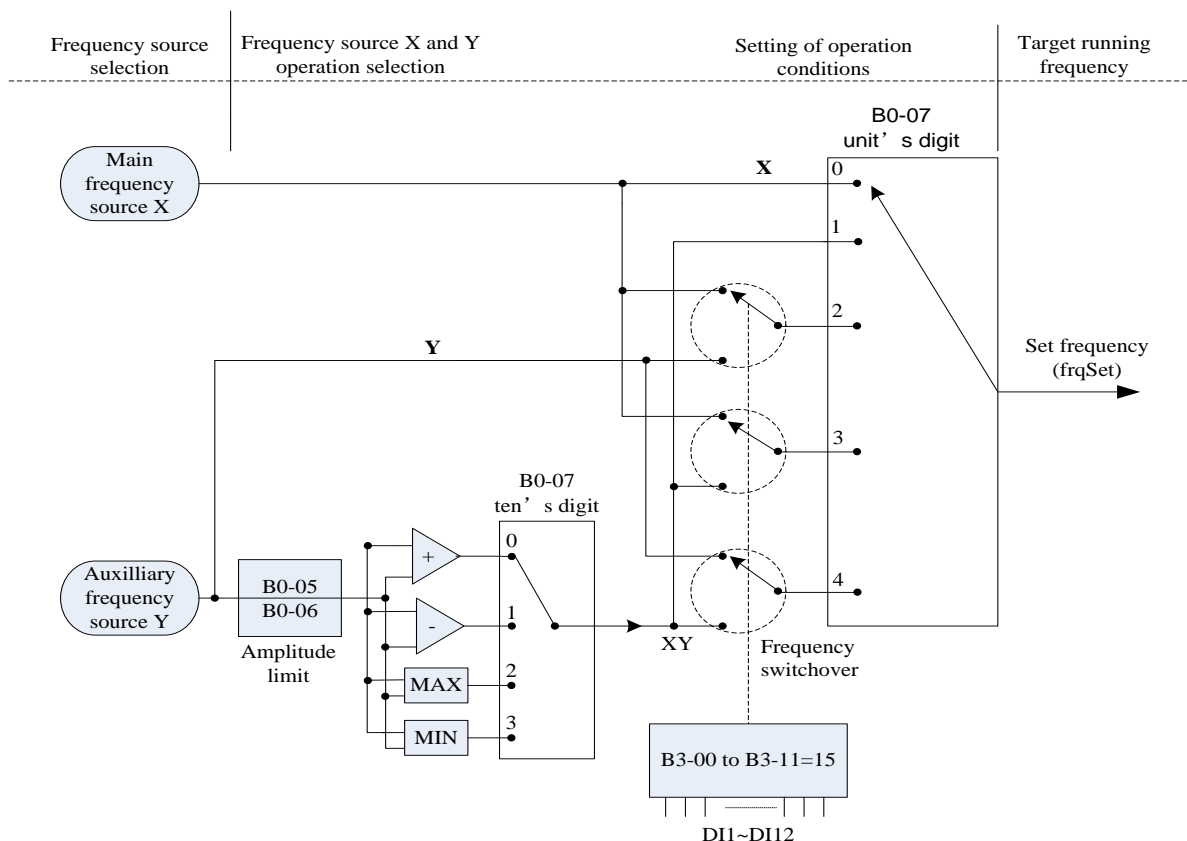 Frequency source
selection
Frequency source X and Y
operation selection
Setting of operation
conditions
Target running
frequency
B0-07
unit’s digit
Main
frequency
source X
X
0
1
2
3
4
Y
Set frequency
(frqSet)
B0-07
ten’s digit
0
1
2
3
+
-
MAX
MIN
Auxilliary
frequency
source Y
B0-05
B0-06
Amplitude
limit
XY
Frequency
switchover
B3-00 to B3-11=15
DI1~DI12